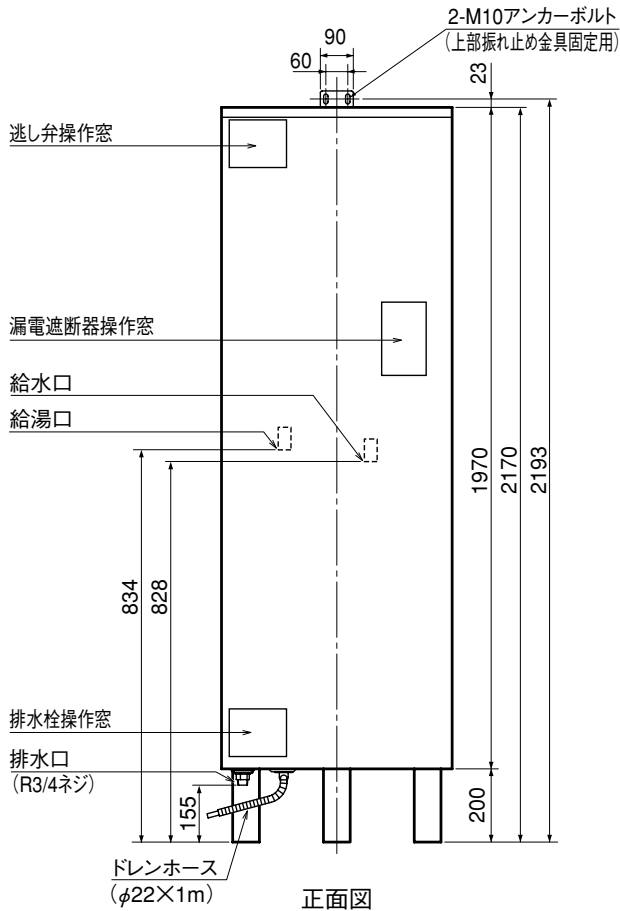 2-M10アンカーボルト
(上部振れ止め金具固定用)
90
60
23
逃し弁操作窓
漏電遮断器操作窓
給水口
給湯口
1970
2170
2193
834
828
排水栓操作窓
排水口
(R3/4ネジ)
155
200
ドレンホース
(φ22×1m)
正面図